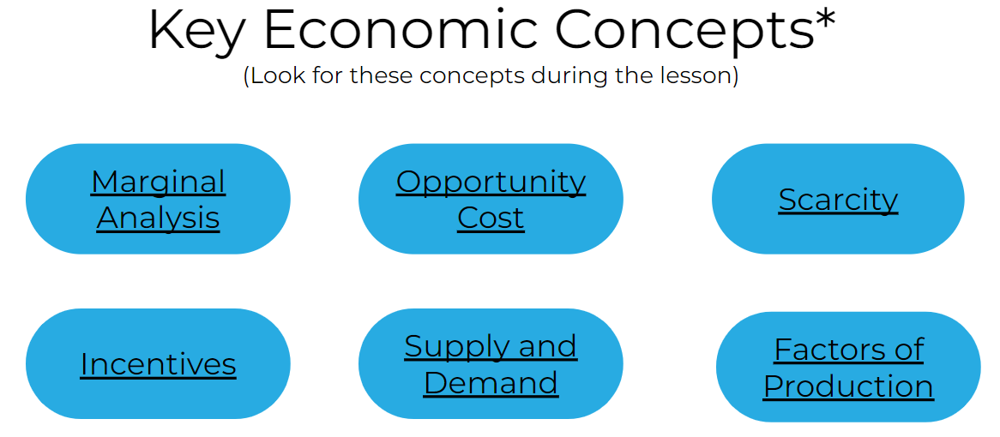 Key Economic Concepts*
(Look for these concepts during the lesson)
Marginal
Analysis
Opportunity
Cost
Scarcity
Incentives
Supply and
Demand
Factors of
Production